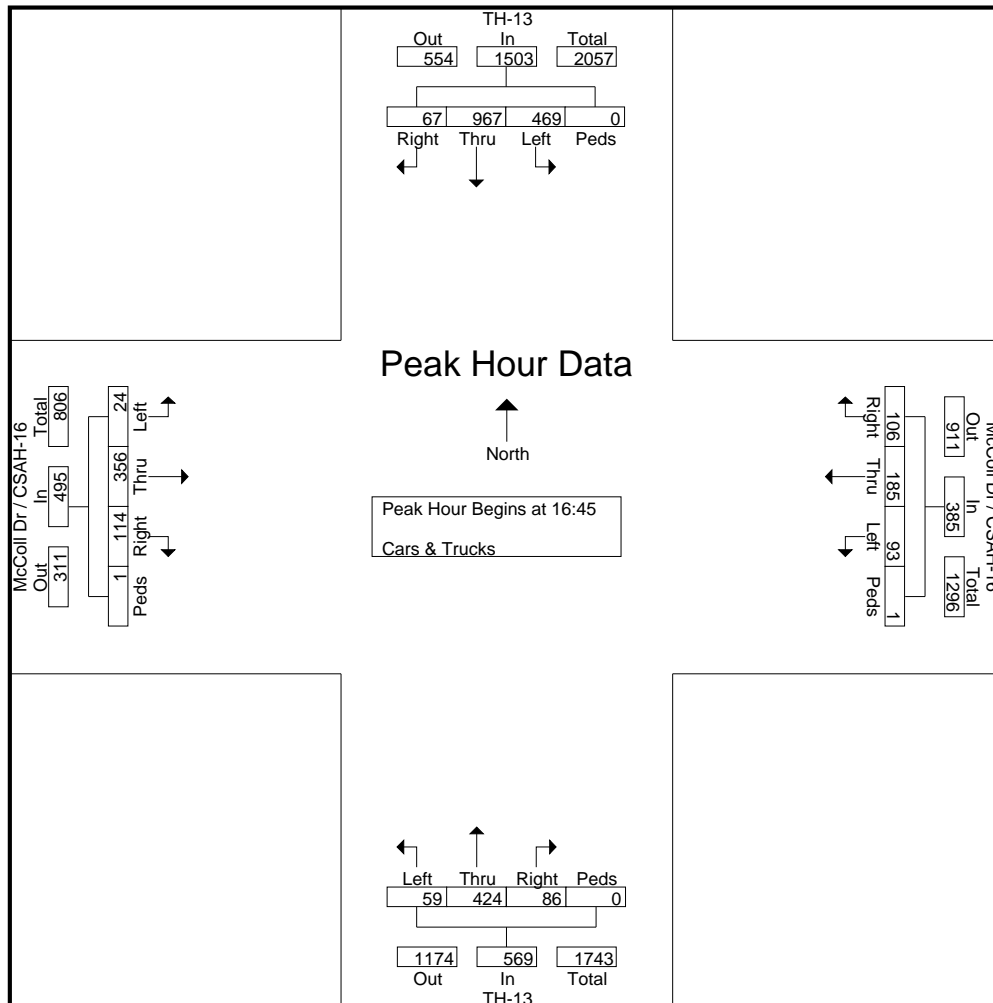 TH-13
Out In Total
554 1503 2057
67 967 469 0
Right Thru Left Peds
Peak Hour Data
North
Peak Hour Begins at 16:45
Cars & Trucks
McColl Dr / CSAH-16
Out In Total
311 495 806
24 356 114 1
Left Thru Right Peds
Right Thru Left Peds
106 185 93 1
Out In Total
911 385 1296
McColl Dr / CSAH-16
Left Thru Right Peds
59 424 86 0
1174 569 1743
Out In Total
TH-13